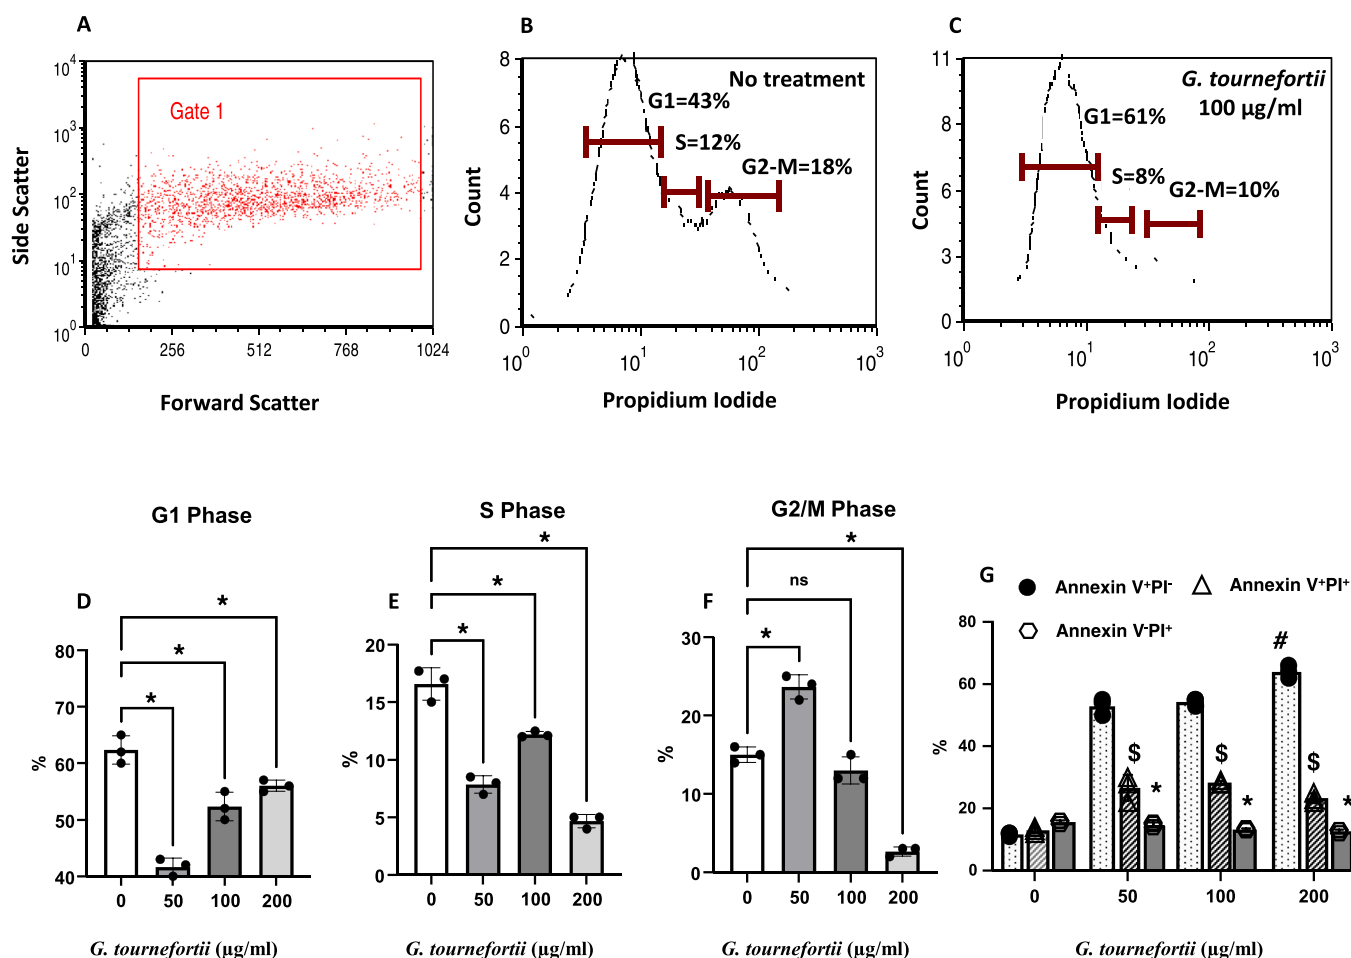 A
Side Scatter
10^4
10^3
10^2
10^1
10^0
Gate 1
0
256
512
768
1024
Forward Scatter
B
Count
8
6
4
2
0
No treatment
G1=43%
S=12%
G2-M=18%
10^0
10^1
10^2
10^3
Propidium Iodide
C
Count
11
9
6
3
0
G. tournefortii
100 µg/ml
G1=61%
S=8%
G2-M=10%
10^0
10^1
10^2
10^3
Propidium Iodide
G1 Phase
D
*
*
*
%
80
70
60
50
40
0
50
100
200
G. tournefortii (µg/ml)
S Phase
E
*
*
*
%
20
15
10
5
0
0
50
100
200
G. tournefortii (µg/ml)
G2/M Phase
F
*
ns
*
%
30
20
10
0
0
50
100
200
G. tournefortii (µg/ml)
G
Annexin V+PI-
Annexin V+PI+
Annexin V-PI+
#
$
*
$
*
$
*
%
80
60
40
20
0
0
50
100
200
G. tournefortii (µg/ml)